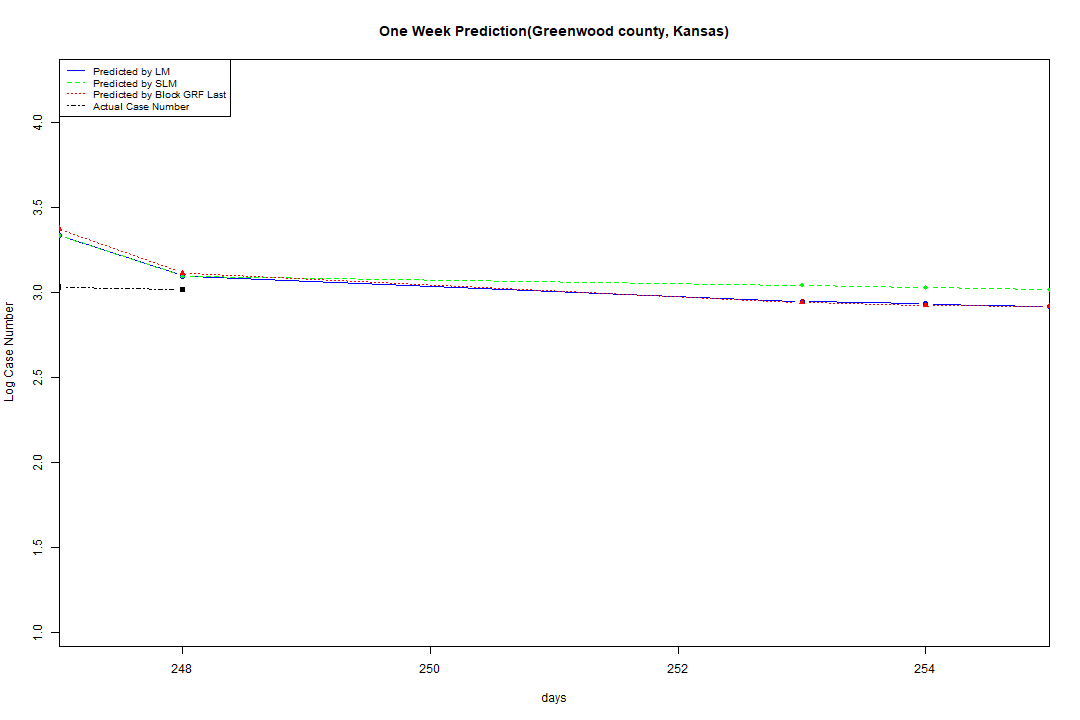 One Week Prediction(Greenwood county, Kansas)
Predicted by LM
Predicted by SLM
Predicted by Block GRF Last
Actual Case Number
4.0
3.5
3.0
2.5
2.0
1.5
1.0
Log Case Number
248 250 252 254
days